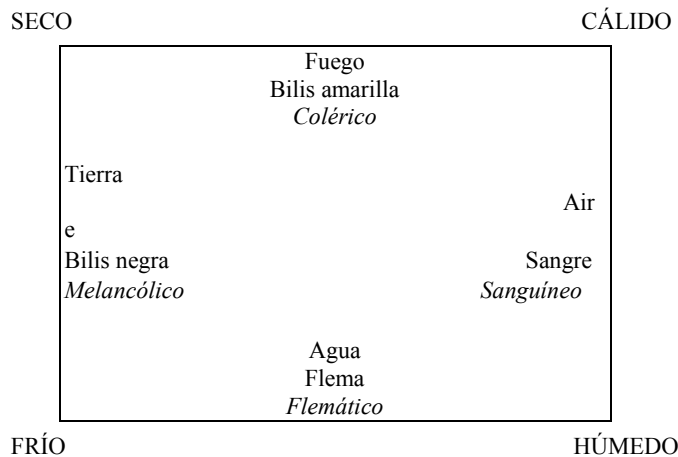 SECO CÁLIDO
Fuego
Bilis amarilla
Colérico
Tierra
Air
e
Bilis negra Sangre
Melancólico Sanguíneo
Agua
Flema
Flemático
FRÍO HÚMEDO